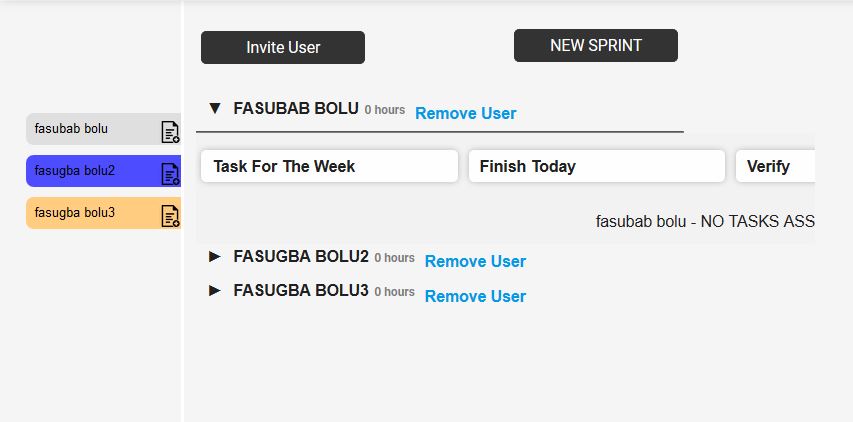 Invite User
NEW SPRINT
fasubab bolu
fasugba bolu2
fasugba bolu3
▼ FASUBAB BOLU 0 hours Remove User
Task For The Week
Finish Today
Verify
fasubab bolu - NO TASKS ASS
► FASUGBA BOLU2 0 hours Remove User
► FASUGBA BOLU3 0 hours Remove User